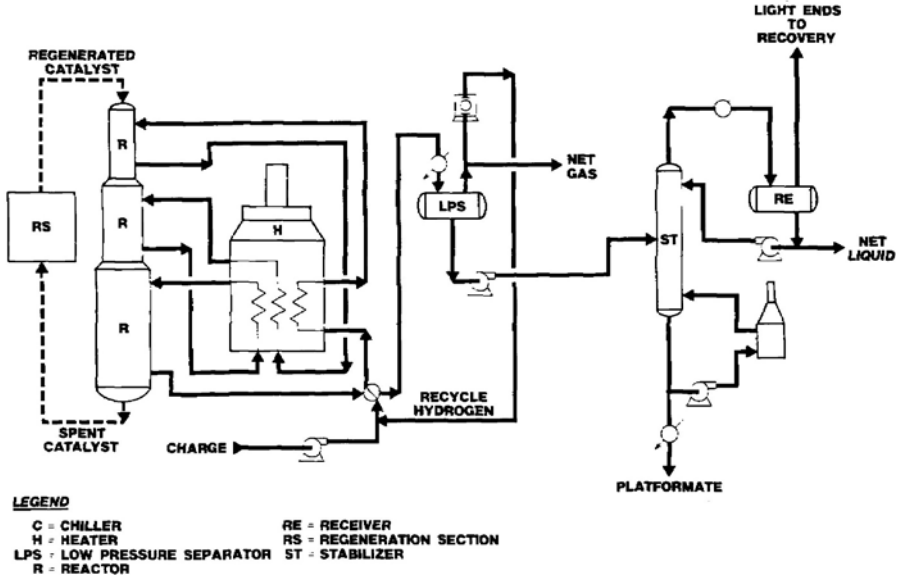 LIGHT ENDS
TO
RECOVERY
REGENERATED
CATALYST
R
H
RS
R
R
LPS
NET
GAS
ST
RE
NET
LIQUID
SPENT
CATALYST
CHARGE
RECYCLE
HYDROGEN
PLATFORMATE
LEGEND
C = CHILLER
H = HEATER
LPS = LOW PRESSURE SEPARATOR
R = REACTOR
RE = RECEIVER
RS = REGENERATION SECTION
ST = STABILIZER